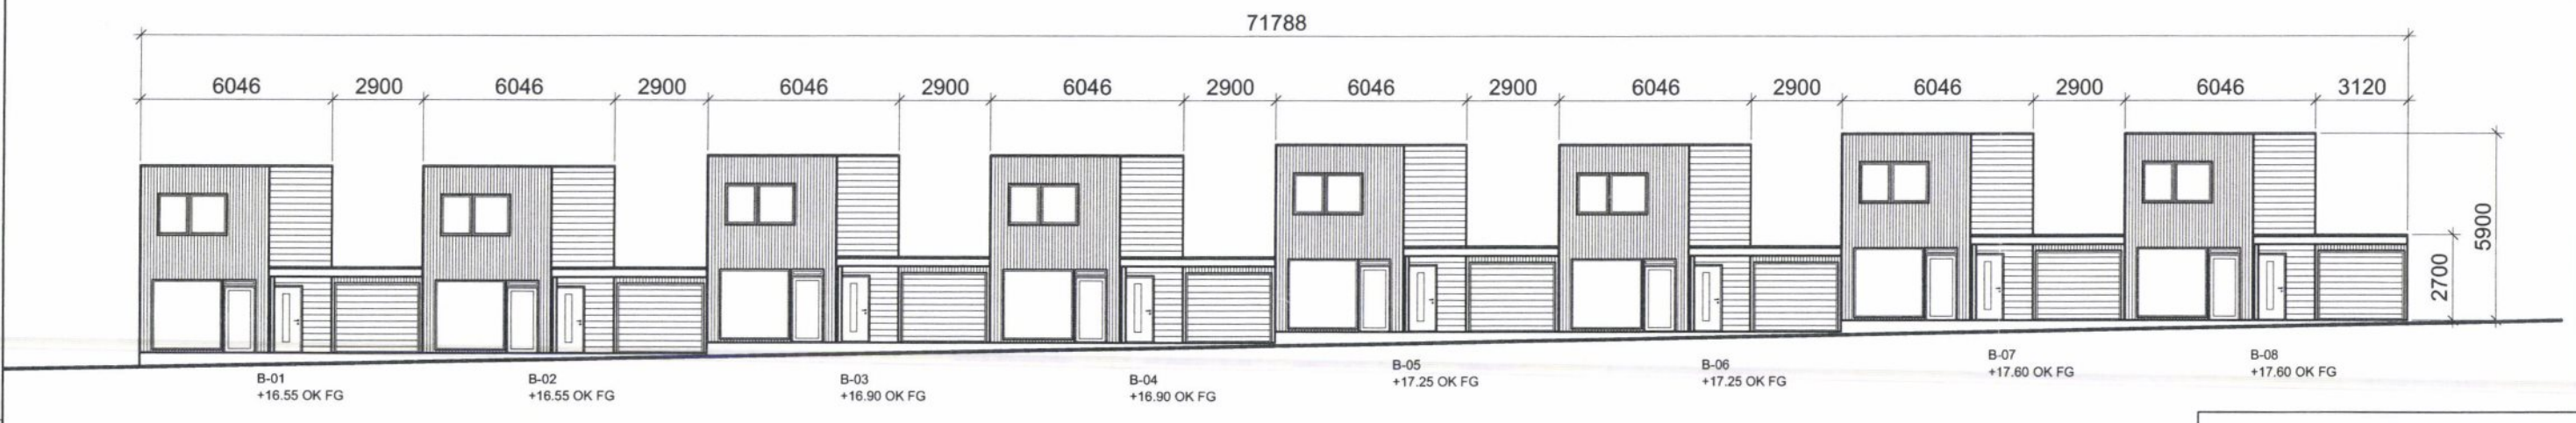 71788
6046 2900 6046 2900 6046 2900 6046 2900 6046 2900 6046 2900 6046 2900 6046 3120
5900
2700
B-01
+16.55 OK FG
B-02
+16.55 OK FG
B-03
+16.90 OK FG
B-04
+16.90 OK FG
B-05
+17.25 OK FG
B-06
+17.25 OK FG
B-07
+17.60 OK FG
B-08
+17.60 OK FG